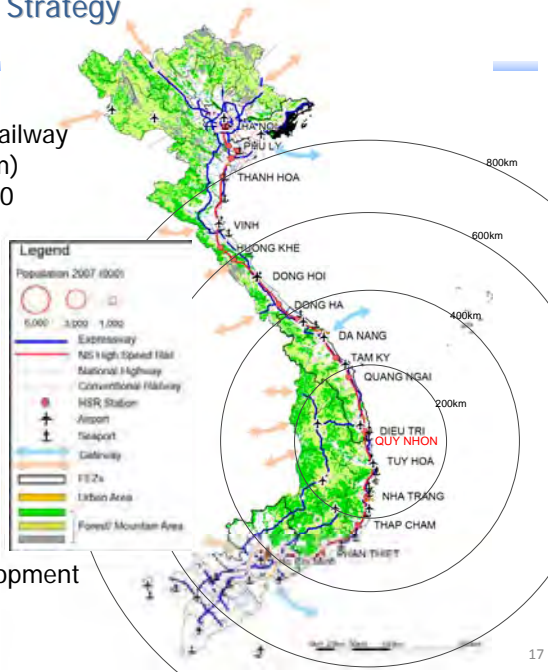 Strategy
ailway
m)
0
800km
600km
400km
200km
HA NOI
PHU LY
THANH HOA
VINH
HUONG KHE
DONG HOI
DONG HA
DA NANG
TAM KY
QUANG NGAI
DIEU TRI
QUY NHON
TUY HOA
NHA TRANG
THAP CHAM
PHAN THIET
Legend
Population 2007 (000)
5,000 3,000 1,000
Expressway
NS High Speed Rail
National Highway
Conventional Railway
HSR Station
Airport
Seaport
Gateway
Urban Area
Forest/ Mountain Area
opment
17